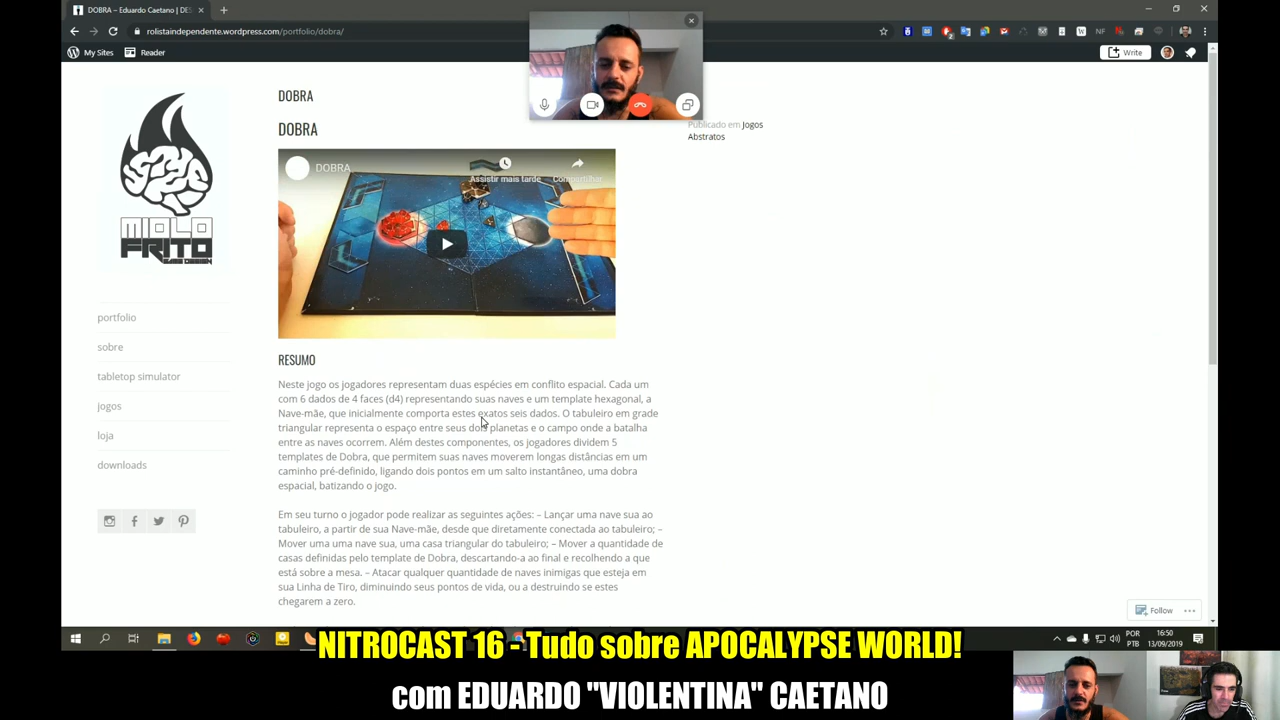 DOBRA – Eduardo Caetano | DES
rolistaindependente.wordpress.com/portfolio/dobra/
My Sites
Reader
Write
MIOLO
FRITO
portfolio
sobre
tabletop simulator
jogos
loja
downloads
DOBRA
DOBRA
DOBRA
Assistir mais tarde
Compartilhar
Publicado em Jogos
Abstratos
RESUMO
Neste jogo os jogadores representam duas espécies em conflito espacial. Cada um
com 6 dados de 4 faces (d4) representando suas naves e um template hexagonal, a
Nave-mãe, que inicialmente comporta estes exatos seis dados. O tabuleiro em grade
triangular representa o espaço entre seus dois planetas e o campo onde a batalha
entre as naves ocorrem. Além destes componentes, os jogadores dividem 5
templates de Dobra, que permitem suas naves moverem longas distâncias em um
caminho pré-definido, ligando dois pontos em um salto instantâneo, uma dobra
espacial, batizando o jogo.
Em seu turno o jogador pode realizar as seguintes ações: – Lançar uma nave sua ao
tabuleiro, a partir de sua Nave-mãe, desde que diretamente conectada ao tabuleiro; –
Mover uma uma nave sua, uma casa triangular do tabuleiro; – Mover a quantidade de
casas definidas pelo template de Dobra, descartando-a ao final e recolhendo a que
está sobre a mesa. – Atacar qualquer quantidade de naves inimigas que esteja em
sua Linha de Tiro, diminuindo seus pontos de vida, ou a destruindo se estes
chegarem a zero.
Follow
POR
PTB
16:50
13/09/2019
NITROCAST 16 - Tudo sobre APOCALYPSE WORLD!
com EDUARDO "VIOLENTINA" CAETANO